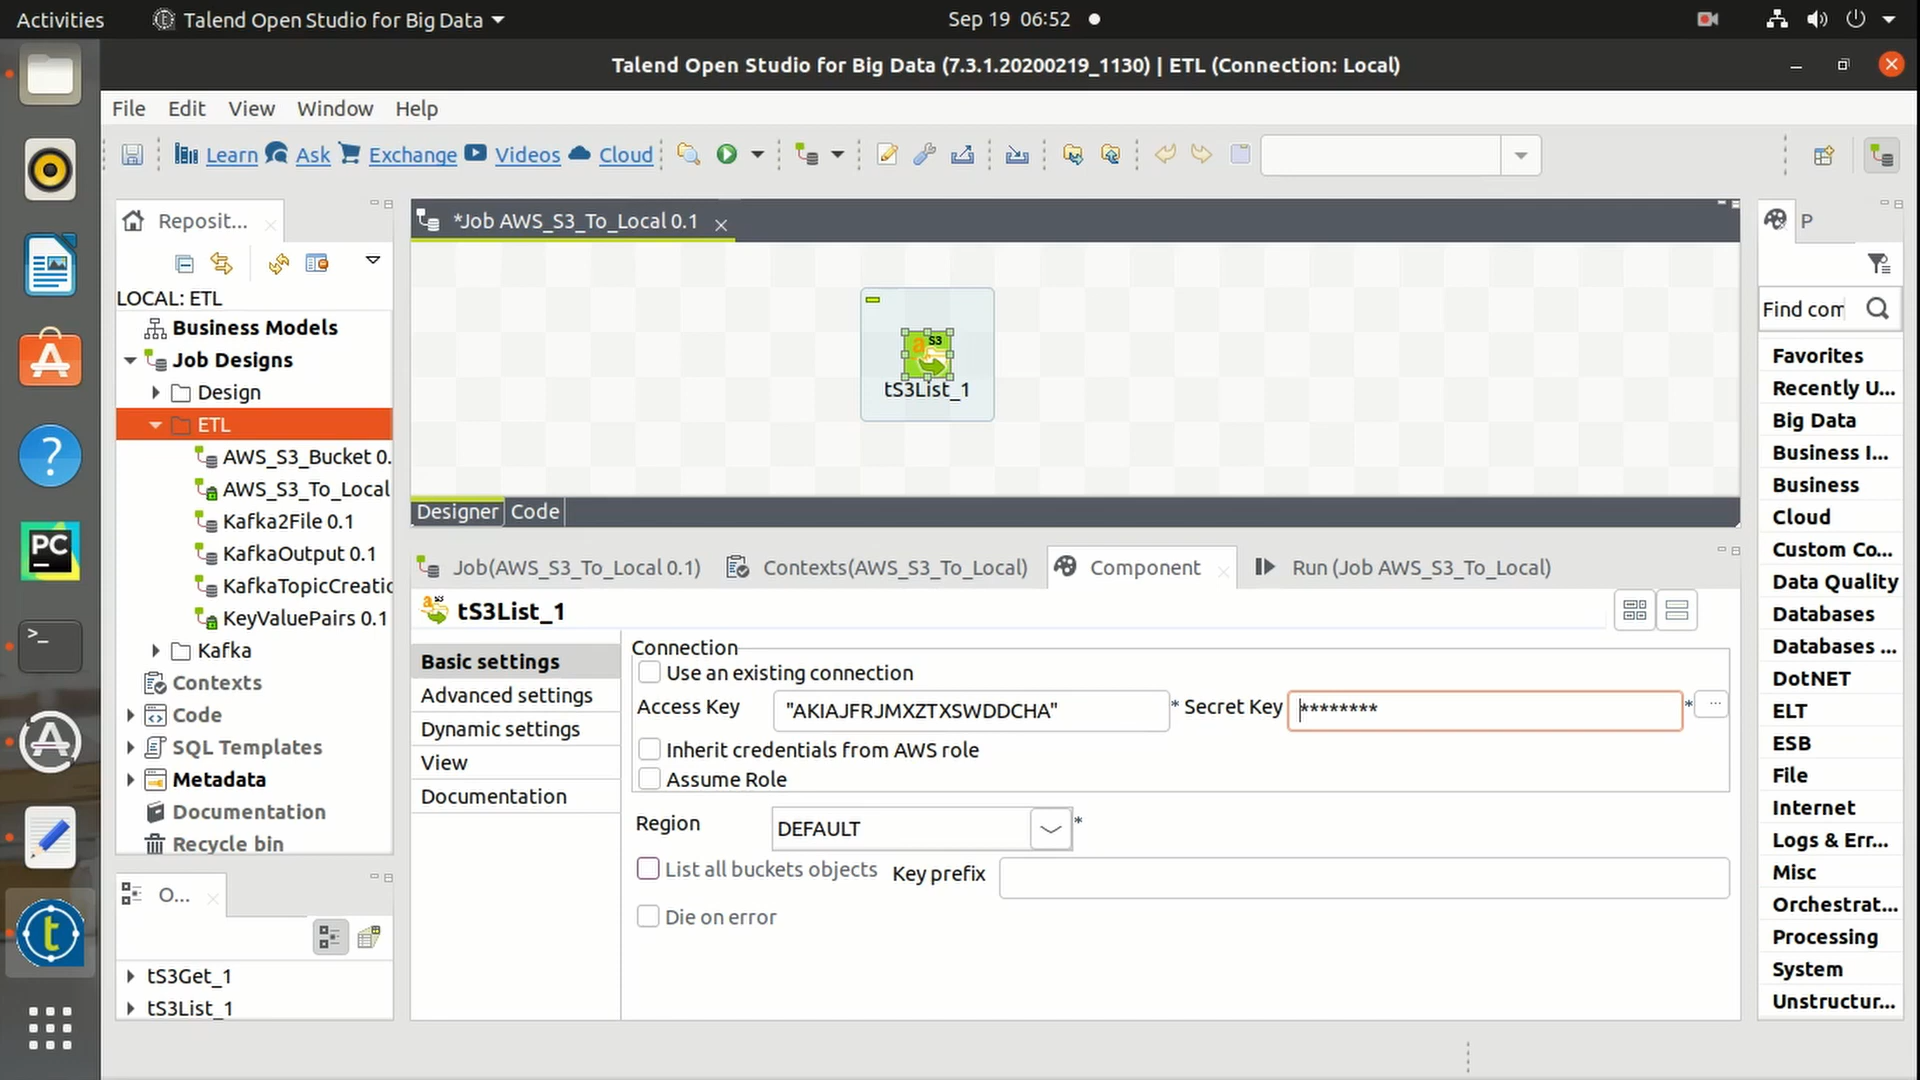 Activities
Talend Open Studio for Big Data
Sep 19 06:52
Talend Open Studio for Big Data (7.3.1.20200219_1130) | ETL (Connection: Local)
File Edit View Window Help
Learn Ask Exchange Videos Cloud
Reposit...
*Job AWS_S3_To_Local 0.1
P
LOCAL: ETL
Find com
Business Models
Job Designs
Design
ETL
AWS_S3_Bucket 0.
AWS_S3_To_Local
Kafka2File 0.1
KafkaOutput 0.1
KafkaTopicCreatio
KeyValuePairs 0.1
Kafka
Contexts
Code
SQL Templates
Metadata
Documentation
Recycle bin
O...
tS3Get_1
tS3List_1
a S3
tS3List_1
Designer Code
Job(AWS_S3_To_Local 0.1) Contexts(AWS_S3_To_Local) Component Run (Job AWS_S3_To_Local)
tS3List_1
Basic settings
Advanced settings
Dynamic settings
View
Documentation
Connection
Use an existing connection
Access Key "AKIAJFRJMXZTXSWDDCHA" * Secret Key ******** * ...
Inherit credentials from AWS role
Assume Role
Region DEFAULT *
List all buckets objects Key prefix
Die on error
Favorites
Recently U...
Big Data
Business I...
Business
Cloud
Custom Co...
Data Quality
Databases
Databases ...
DotNET
ELT
ESB
File
Internet
Logs & Err...
Misc
Orchestrat...
Processing
System
Unstructur...
PC
>_
?
A
t